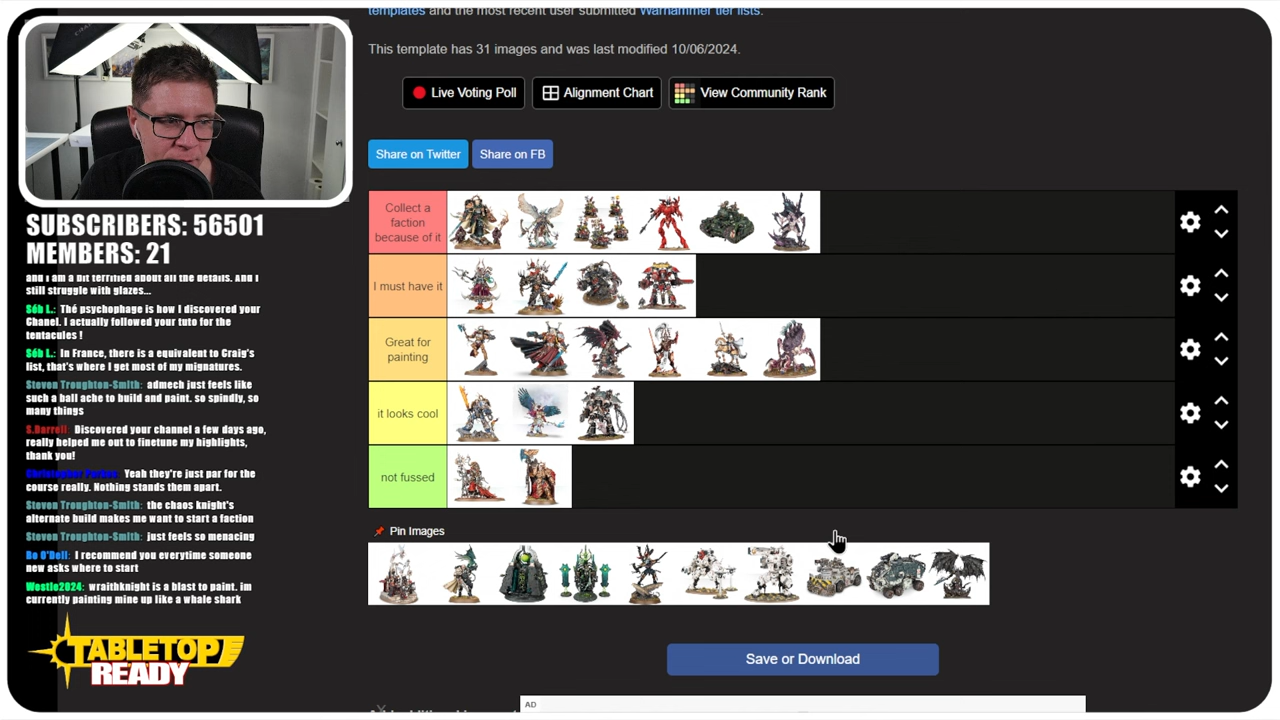 templates and the most recent user submitted Warhammer tier lists.
This template has 31 images and was last modified 10/06/2024.
Live Voting Poll
Alignment Chart
View Community Rank
Share on Twitter
Share on FB
SUBSCRIBERS: 56501
MEMBERS: 21
and I am a bit terrified about all the details. And I
still struggle with glazes...
Séb L.: Thé psychophage is how I discovered your
Chanel. I actually followed your tuto for the
tentacules !
Séb L.: In France, there is a equivalent to Craig's
list, that's where I get most of my mignatures.
Steven Troughton-Smith: admech just feels like
such a ball ache to build and paint. so spindly, so
many things
S.Darrell: Discovered your channel a few days ago,
really helped me out to finetune my highlights,
thank you!
Yeah they're just par for the
course really. Nothing stands them apart.
Steven Troughton-Smith: the chaos knight's
alternate build makes me want to start a faction
Steven Troughton-Smith: just feels so menacing
Bo O'Dell: I recommend you everytime someone
new asks where to start
Westie2024: wraithknight is a blast to paint. im
currently painting mine up like a whale shark
TABLETOP
READY
Collect a
faction
because of it
I must have it
Great for
painting
it looks cool
not fussed
Pin Images
Save or Download
AD